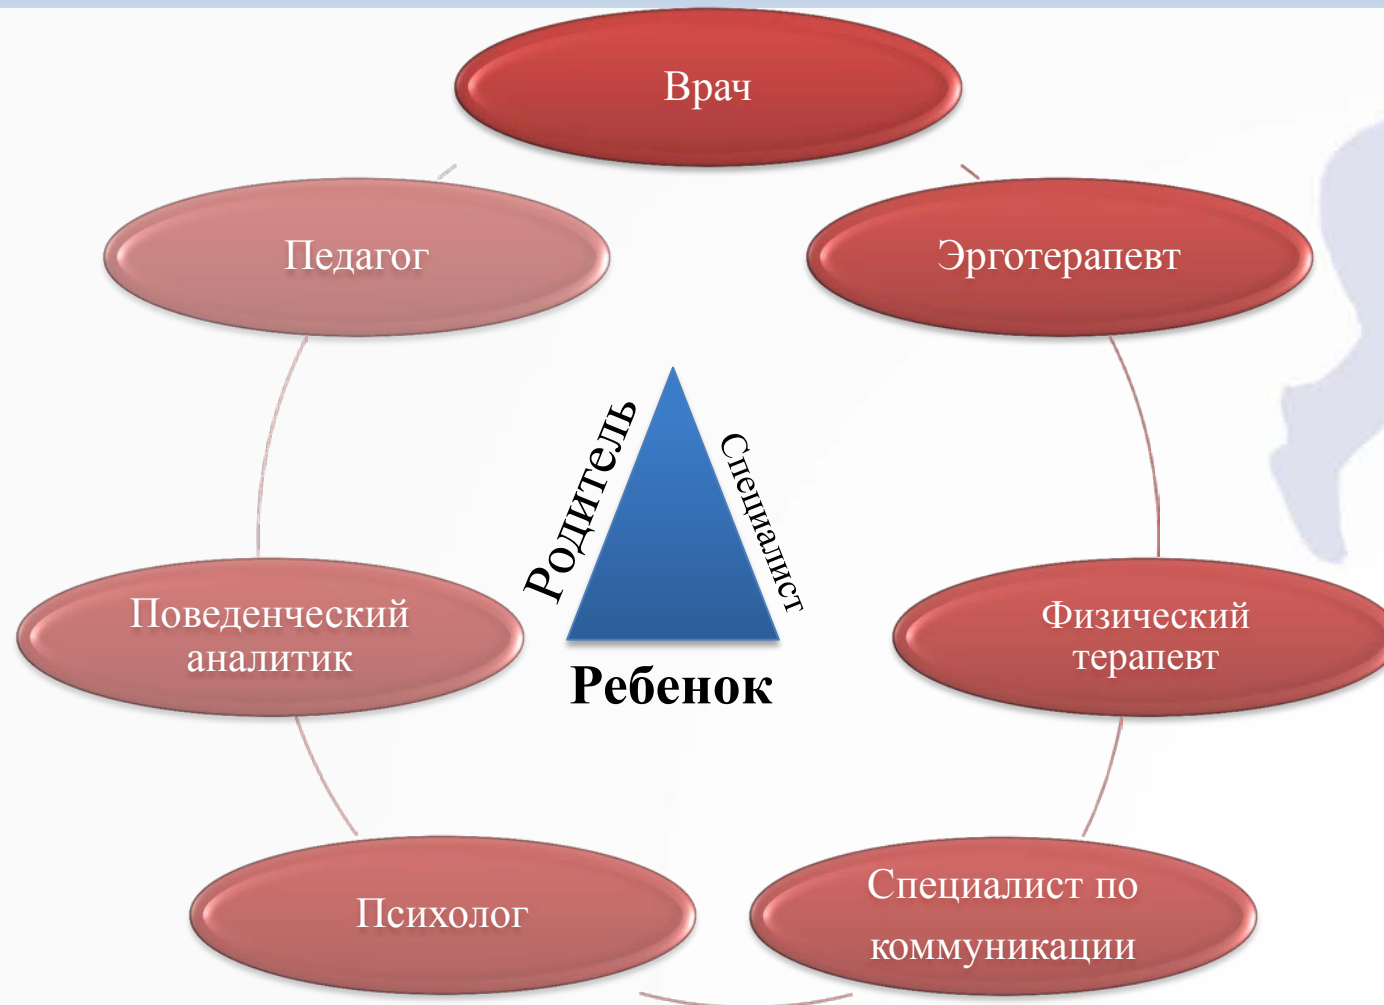 Врач
Педагог
Эрготерапевт
Родитель
Специалист
Ребенок
Поведенческий
аналитик
Физический
терапевт
Психолог
Специалист по
коммуникации